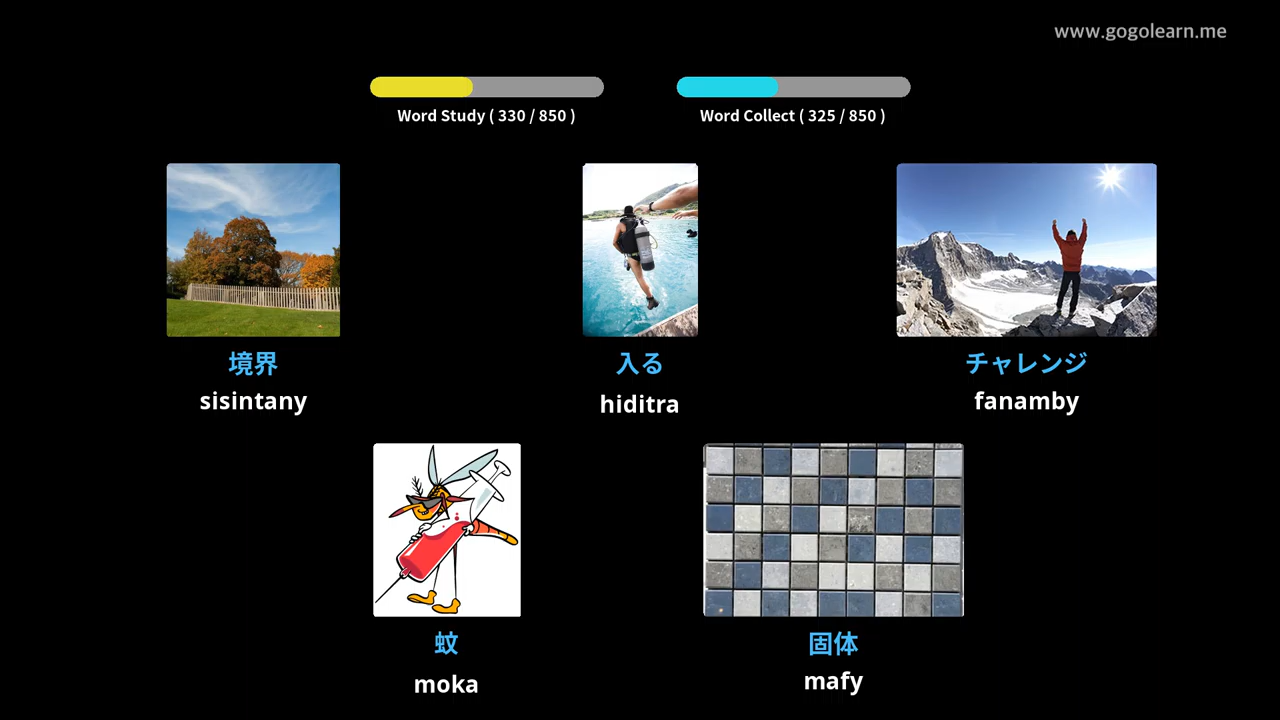 www.gogolearn.me
Word Study ( 330 / 850 )
Word Collect ( 325 / 850 )
境界
sisintany
入る
hiditra
チャレンジ
fanamby
蚊
moka
固体
mafy